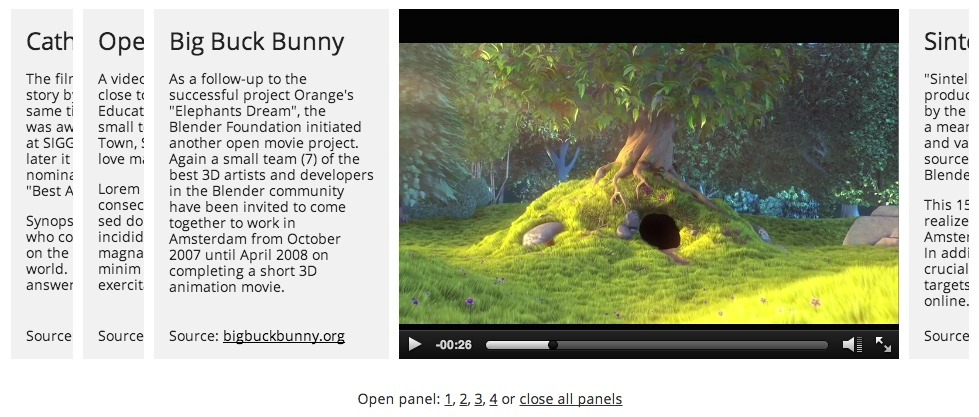 Cath
The film
story by
same ti
was aw
at SIGG
later it
nomina
"Best A
Synops
who co
on the
world.
answer
Source
Ope
A video
close to
Educat
small t
Town, S
love ma
Lorem
consec
sed do
incidid
magna
minim
exercit
Source
Big Buck Bunny
As a follow-up to the
successful project Orange's
"Elephants Dream", the
Blender Foundation initiated
another open movie project.
Again a small team (7) of the
best 3D artists and developers
in the Blender community
have been invited to come
together to work in
Amsterdam from October
2007 until April 2008 on
completing a short 3D
animation movie.
Source: bigbuckbunny.org
-00:26
Sinte
"Sintel
produc
by the
a mean
and va
source
Blende
This 15
realize
Amster
In addi
crucial
targets
online.
Source
Open panel: 1, 2, 3, 4 or close all panels